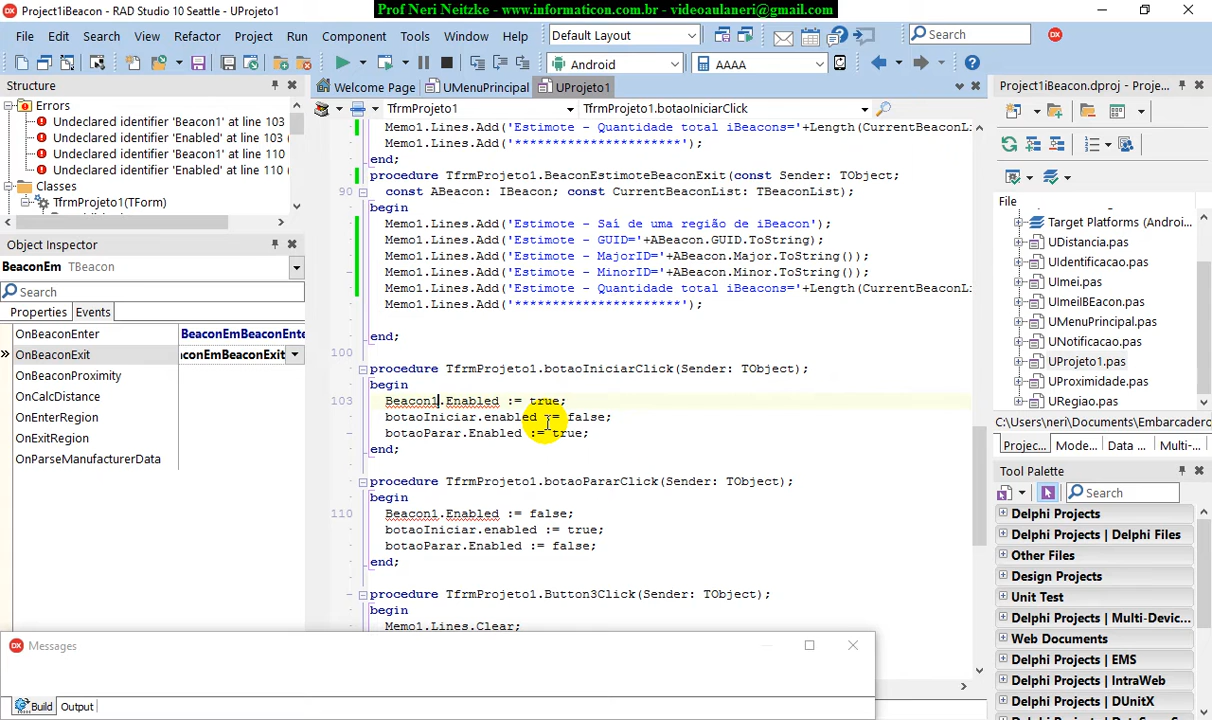 Project1iBeacon - RAD Studio 10 Seattle - UProjeto1
Prof Neri Neitzke - www.informaticon.com.br - videoaulaneri@gmail.com
File Edit Search View Refactor Project Run Component Tools Window Help
Default Layout
Search
Android
AAAA
Structure
Errors
Undeclared identifier 'Beacon1' at line 103
Undeclared identifier 'Enabled' at line 103
Undeclared identifier 'Beacon1' at line 110
Undeclared identifier 'Enabled' at line 110
Classes
TfrmProjeto1(TForm)
Object Inspector
BeaconEm TBeacon
Search
Properties Events
OnBeaconEnter BeaconEmBeaconEnte
OnBeaconExit conEmBeaconExit
OnBeaconProximity
OnCalcDistance
OnEnterRegion
OnExitRegion
OnParseManufacturerData
Welcome Page UMenuPrincipal UProjeto1
TfrmProjeto1 TfrmProjeto1.botaoIniciarClick
Memo1.Lines.Add('Estimote - Quantidade total iBeacons='+Length(CurrentBeaconLi
Memo1.Lines.Add('**********************');
end;
procedure TfrmProjeto1.BeaconEstimoteBeaconExit(const Sender: TObject;
90 const ABeacon: IBeacon; const CurrentBeaconList: TBeaconList);
begin
Memo1.Lines.Add('Estimote - Saí de uma região de iBeacon');
Memo1.Lines.Add('Estimote - GUID='+ABeacon.GUID.ToString);
Memo1.Lines.Add('Estimote - MajorID='+ABeacon.Major.ToString());
Memo1.Lines.Add('Estimote - MinorID='+ABeacon.Minor.ToString());
Memo1.Lines.Add('Estimote - Quantidade total iBeacons='+Length(CurrentBeaconLi
Memo1.Lines.Add('**********************');
end;
100
procedure TfrmProjeto1.botaoIniciarClick(Sender: TObject);
begin
103 Beacon1.Enabled := true;
botaoIniciar.enabled := false;
botaoParar.Enabled := true;
end;
procedure TfrmProjeto1.botaoPararClick(Sender: TObject);
begin
110 Beacon1.Enabled := false;
botaoIniciar.enabled := true;
botaoParar.Enabled := false;
end;
procedure TfrmProjeto1.Button3Click(Sender: TObject);
begin
Memo1.Lines.Clear;
Messages
Build Output
Project1iBeacon.dproj - Proje...
File
Target Platforms (Androi...
UDistancia.pas
UIdentificacao.pas
UImei.pas
UImeilBEacon.pas
UMenuPrincipal.pas
UNotificacao.pas
UProjeto1.pas
UProximidade.pas
URegiao.pas
C:\Users\neri\Documents\Embarcadero
Projec... Mode... Data ... Multi-...
Tool Palette
Search
Delphi Projects
Delphi Projects | Delphi Files
Other Files
Design Projects
Unit Test
Delphi Projects | Multi-Devic...
Web Documents
Delphi Projects | EMS
Delphi Projects | IntraWeb
Delphi Projects | DUnitX